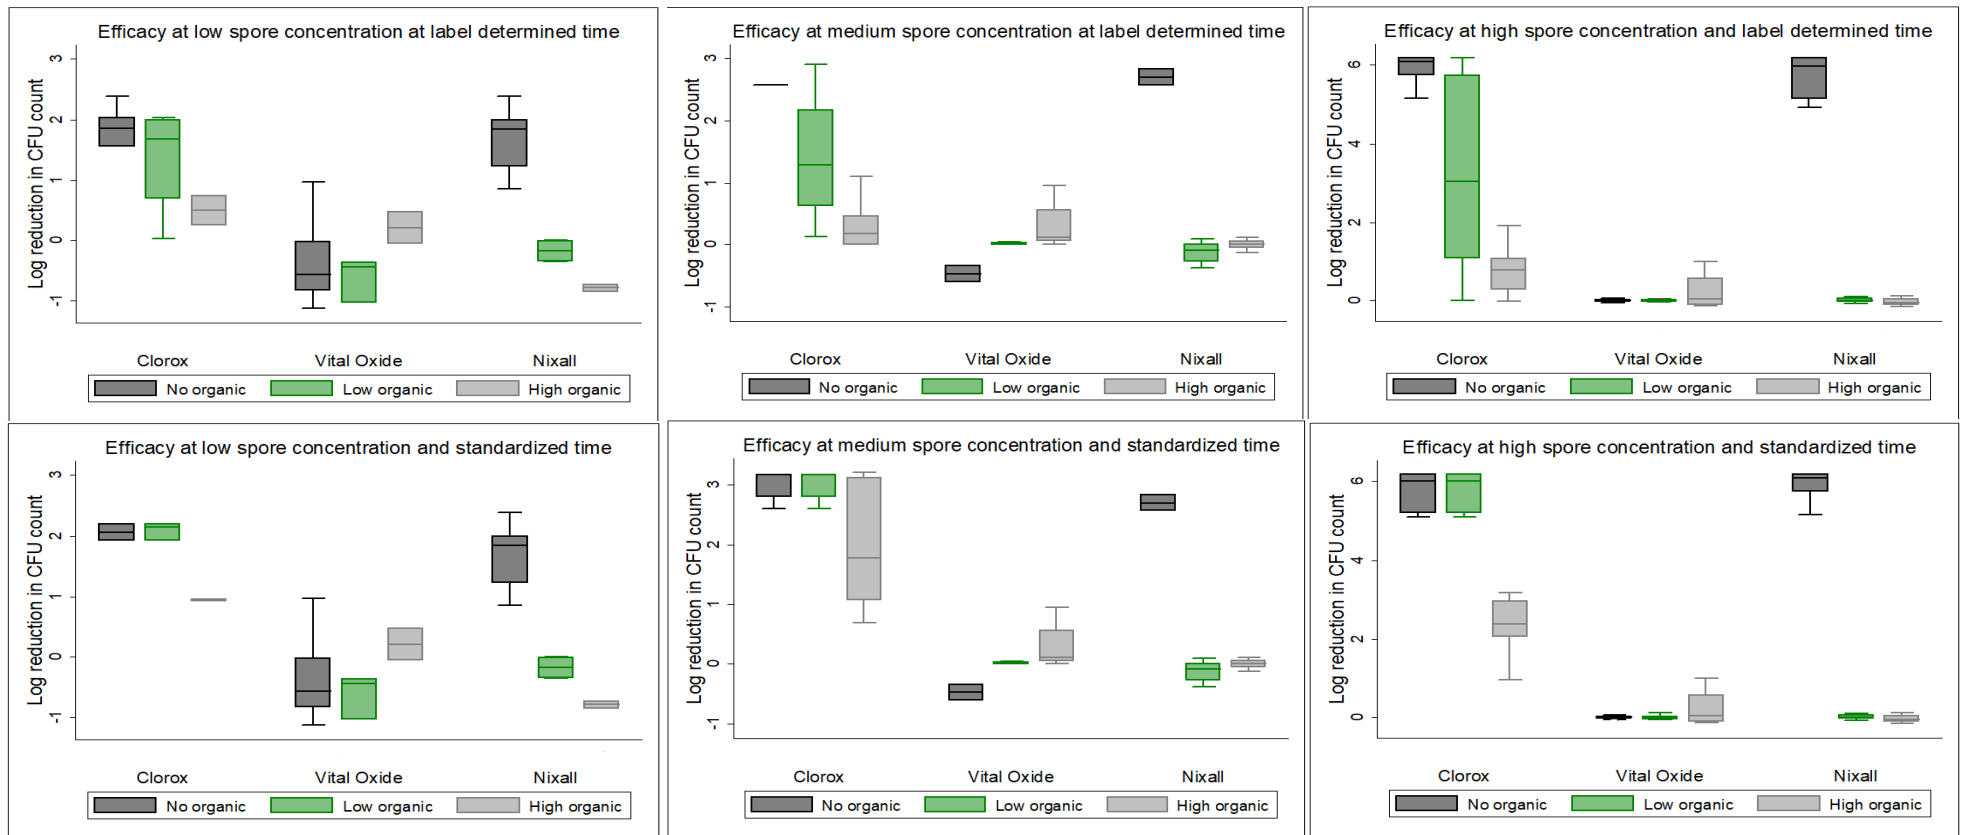 Efficacy at low spore concentration at label determined time
Log reduction in CFU count
3
2
1
0
-1
Clorox Vital Oxide Nixall
No organic Low organic High organic
Efficacy at medium spore concentration at label determined time
Log reduction in CFU count
3
2
1
0
-1
Clorox Vital Oxide Nixall
No organic Low organic High organic
Efficacy at high spore concentration and label determined time
Log reduction in CFU count
6
4
2
0
Clorox Vital Oxide Nixall
No organic Low organic High organic
Efficacy at low spore concentration and standardized time
Log reduction in CFU count
3
2
1
0
-1
Clorox Vital Oxide Nixall
No organic Low organic High organic
Efficacy at medium spore concentration and standardized time
Log reduction in CFU count
3
2
1
0
-1
Clorox Vital Oxide Nixall
No organic Low organic High organic
Efficacy at high spore concentration and standardized time
Log reduction in CFU count
6
4
2
0
Clorox Vital Oxide Nixall
No organic Low organic High organic